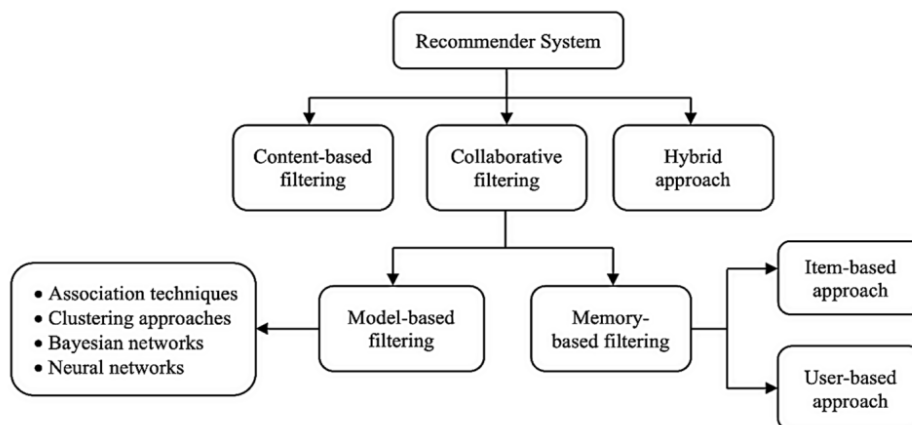 Recommender System
Content-based
filtering
Collaborative
filtering
Hybrid
approach
• Association techniques
• Clustering approaches
• Bayesian networks
• Neural networks
Model-based
filtering
Memory-
based filtering
Item-based
approach
User-based
approach